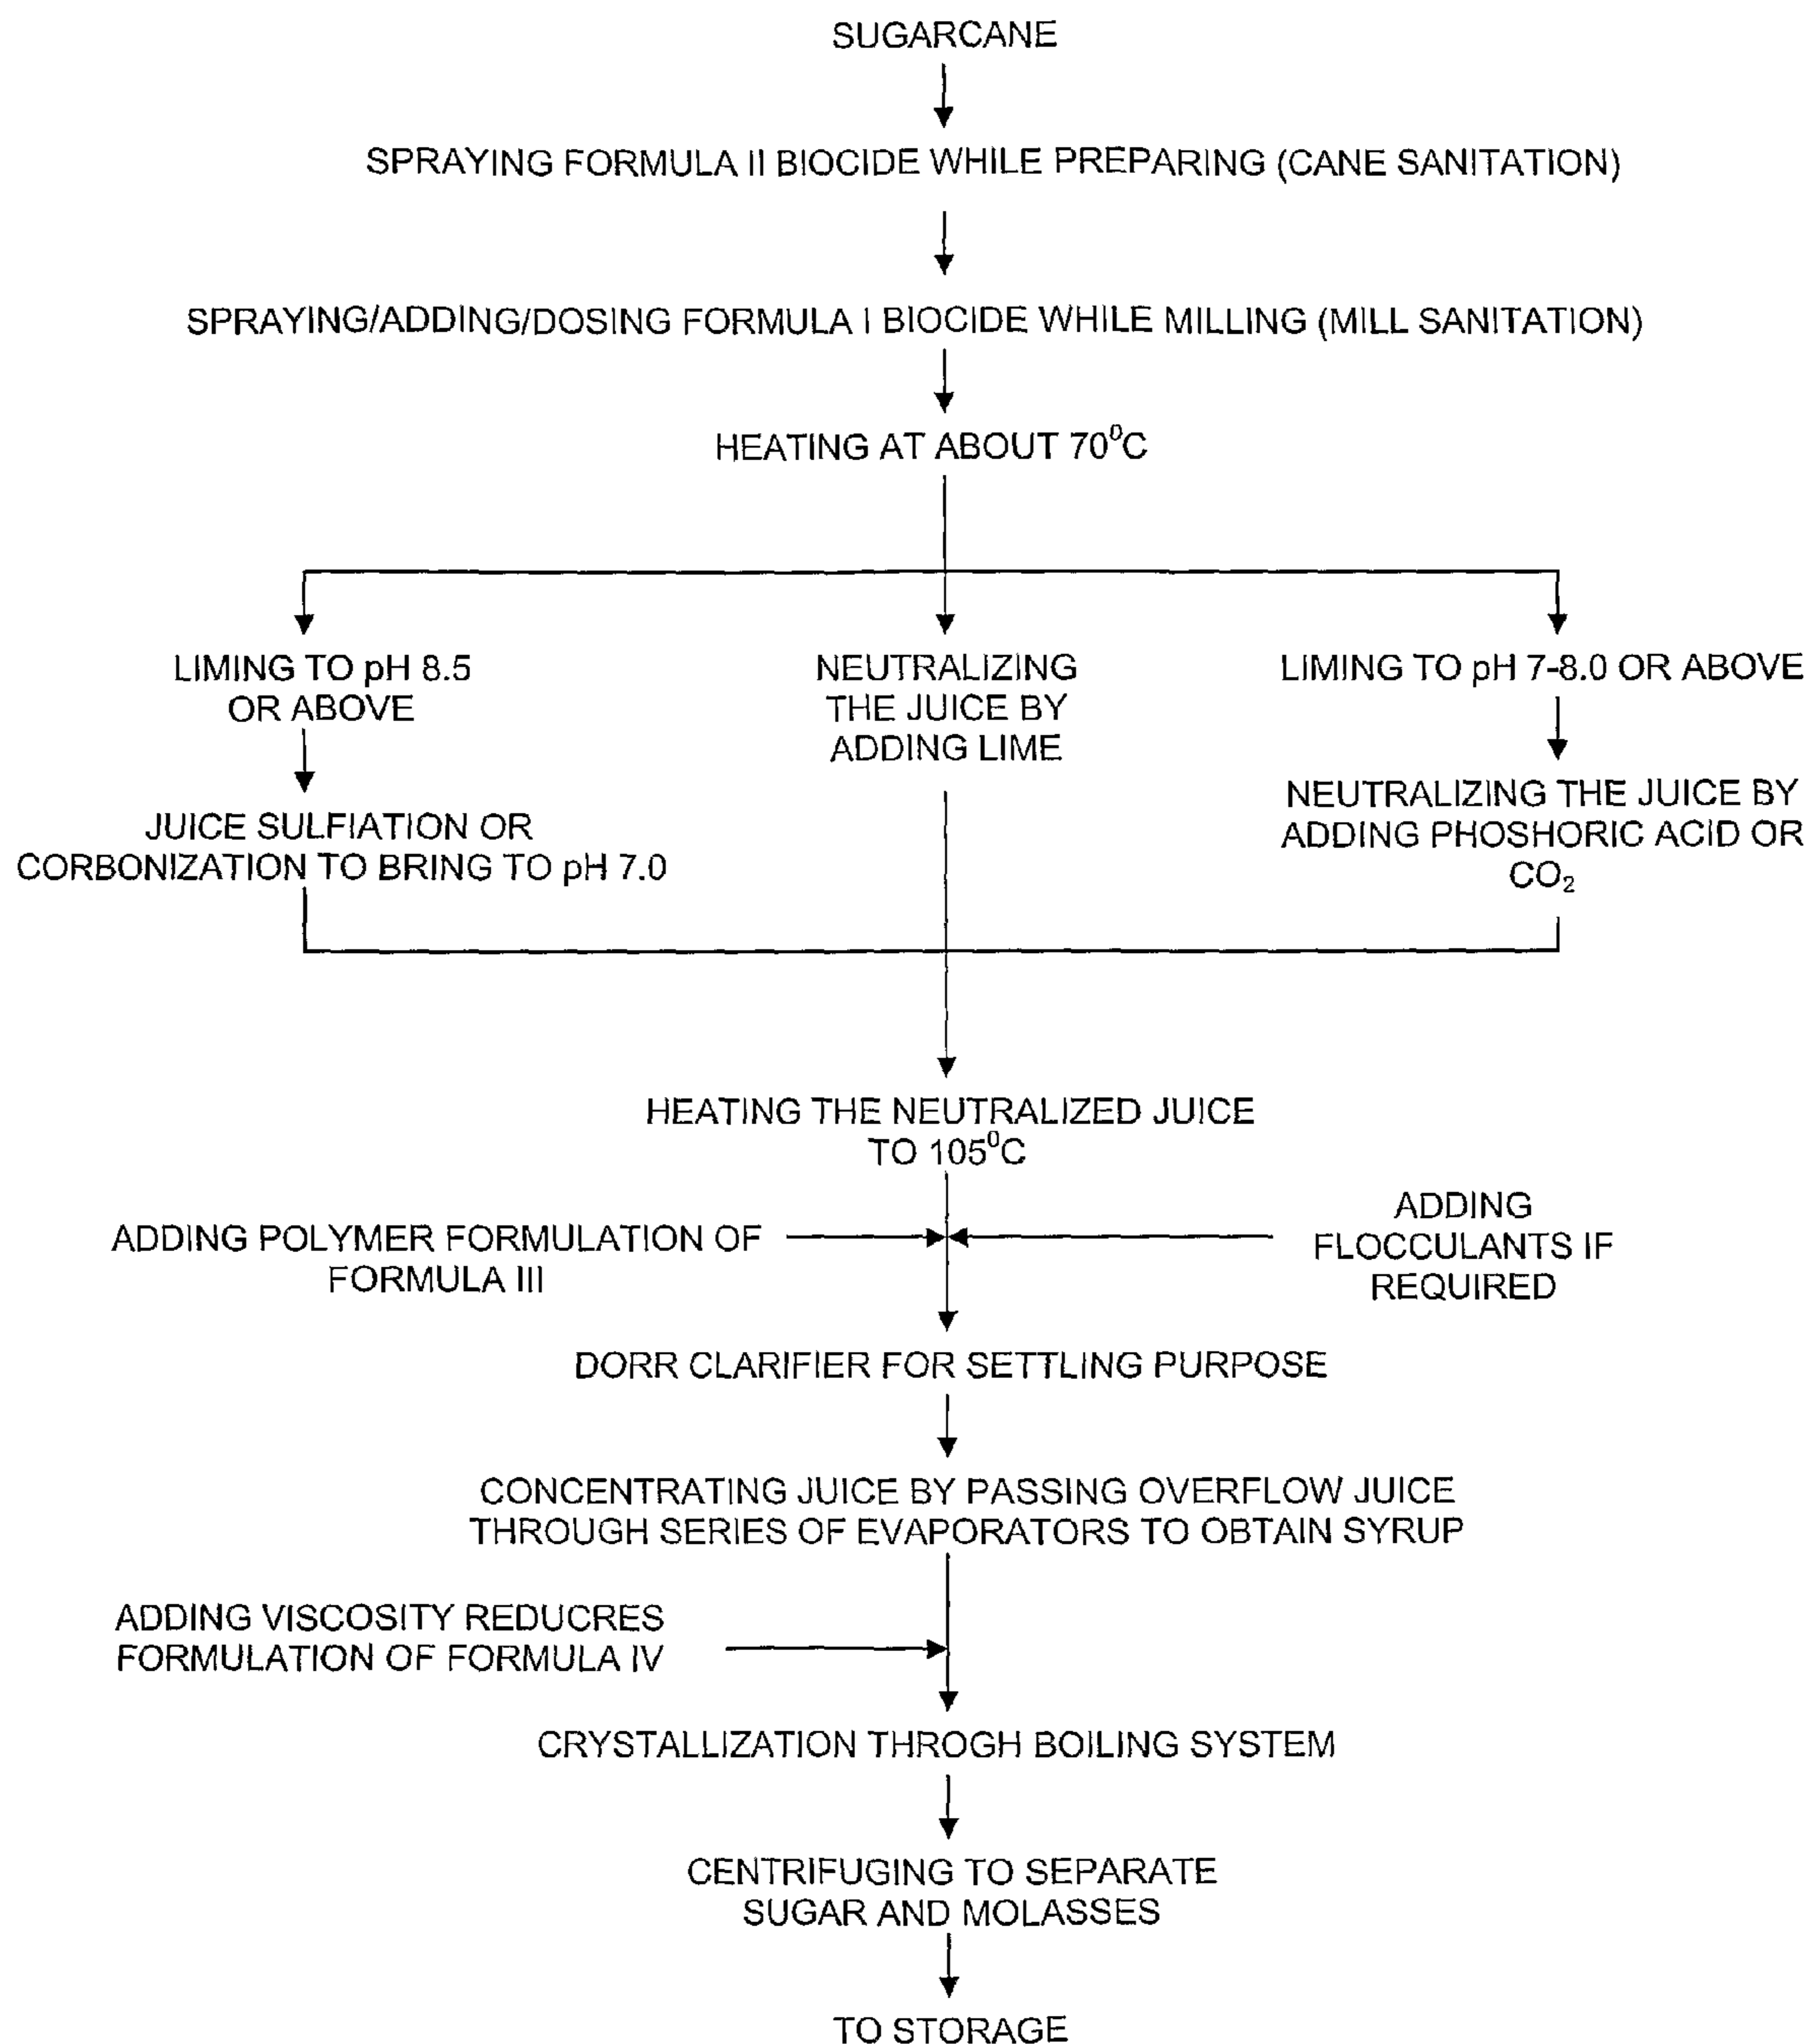 SUGARCANE
SPRAYING FORMULA II BIOCIDE WHILE PREPARING (CANE SANITATION)
SPRAYING/ADDING/DOSING FORMULA I BIOCIDE WHILE MILLING (MILL SANITATION)
HEATING AT ABOUT 70⁰C
LIMING TO pH 8.5
OR ABOVE
JUICE SULFIATION OR
CORBONIZATION TO BRING TO pH 7.0
NEUTRALIZING
THE JUICE BY
ADDING LIME
LIMING TO pH 7-8.0 OR ABOVE
NEUTRALIZING THE JUICE BY
ADDING PHOSHORIC ACID OR
CO₂
HEATING THE NEUTRALIZED JUICE
TO 105⁰C
ADDING POLYMER FORMULATION OF
FORMULA III
ADDING
FLOCCULANTS IF
REQUIRED
DORR CLARIFIER FOR SETTLING PURPOSE
CONCENTRATING JUICE BY PASSING OVERFLOW JUICE
THROUGH SERIES OF EVAPORATORS TO OBTAIN SYRUP
ADDING VISCOSITY REDUCRES
FORMULATION OF FORMULA IV
CRYSTALLIZATION THROGH BOILING SYSTEM
CENTRIFUGING TO SEPARATE
SUGAR AND MOLASSES
TO STORAGE